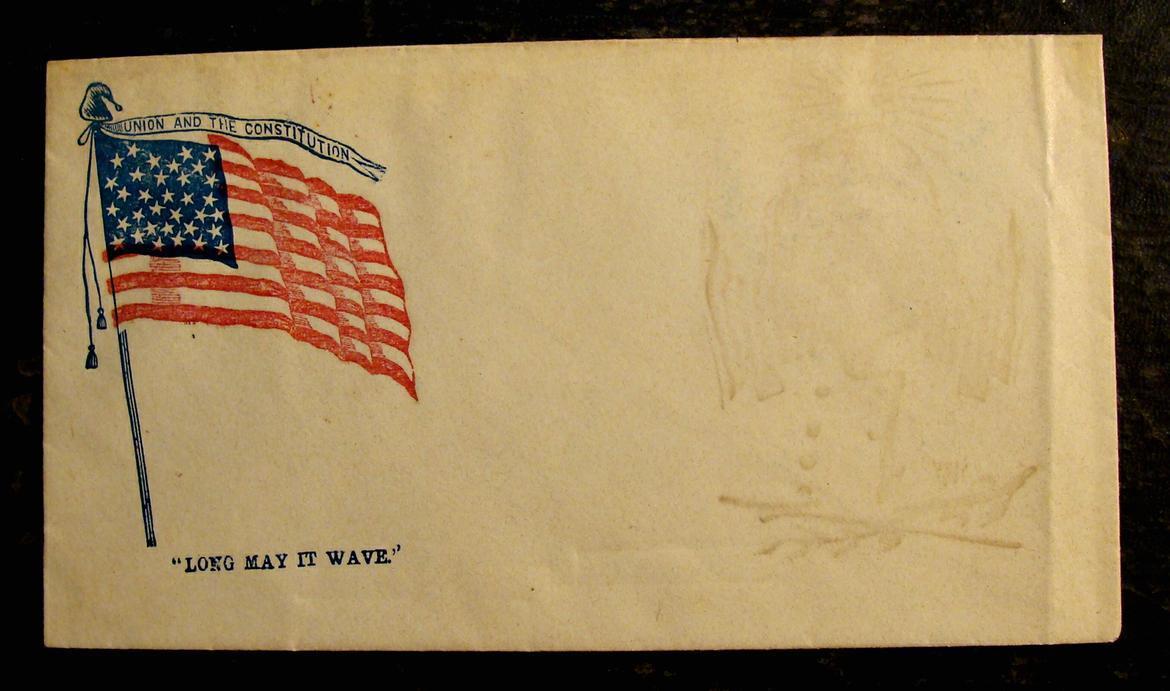 UNION AND THE CONSTITUTION
"LONG MAY IT WAVE."